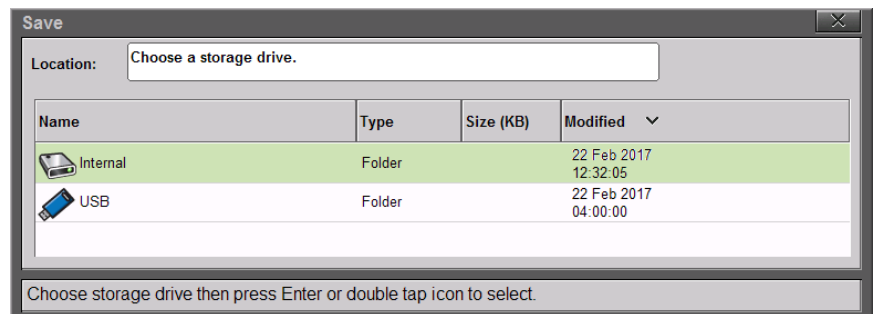 Save
Location: Choose a storage drive.
Name Type Size (KB) Modified
Internal Folder 22 Feb 2017
12:32:05
USB Folder 22 Feb 2017
04:00:00
Choose storage drive then press Enter or double tap icon to select.